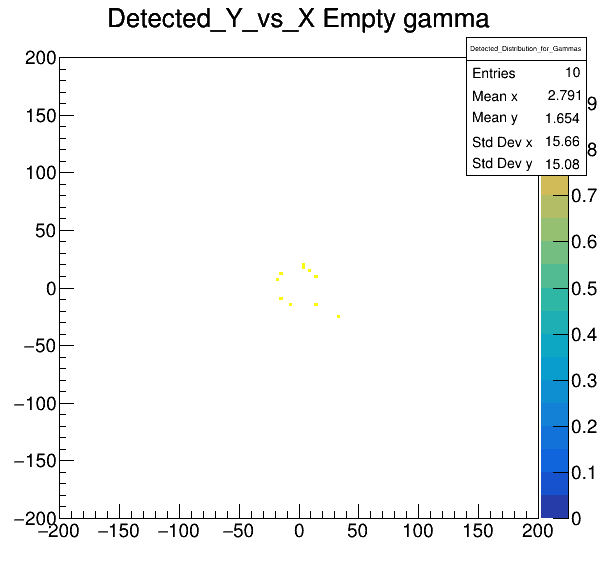 Detected_Y_vs_X Empty gamma
Detected_Distribution_for_Gammas
Entries 10
Mean x 2.791
Mean y 1.654
Std Dev x 15.66
Std Dev y 15.08
200
150
100
50
0
−50
−100
−150
−200
−200 −150 −100 −50 0 50 100 150 200
9
8
0.7
0.6
0.5
0.4
0.3
0.2
0.1
0